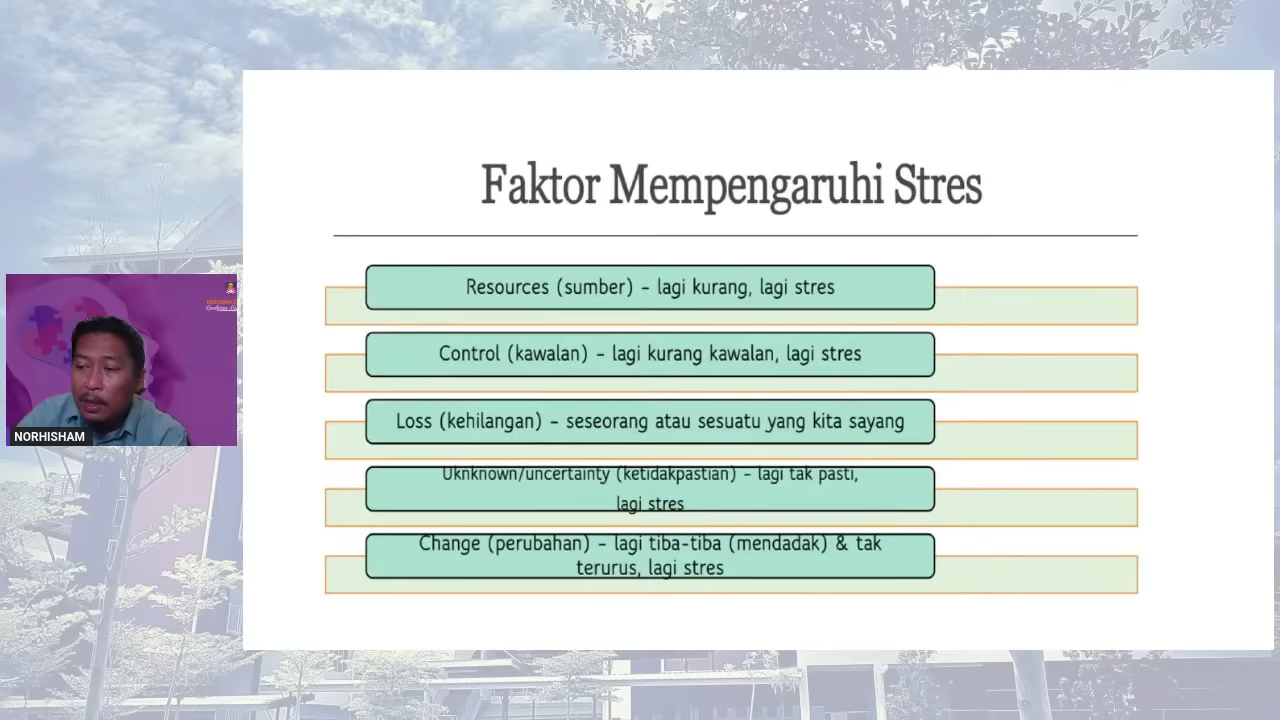 Faktor Mempengaruhi Stres
Resources (sumber) – lagi kurang, lagi stres
Control (kawalan) – lagi kurang kawalan, lagi stres
Loss (kehilangan) – seseorang atau sesuatu yang kita sayang
Uknknown/uncertainty (ketidakpastian) – lagi tak pasti,
lagi stres
Change (perubahan) – lagi tiba-tiba (mendadak) & tak
terurus, lagi stres
NORHISHAM